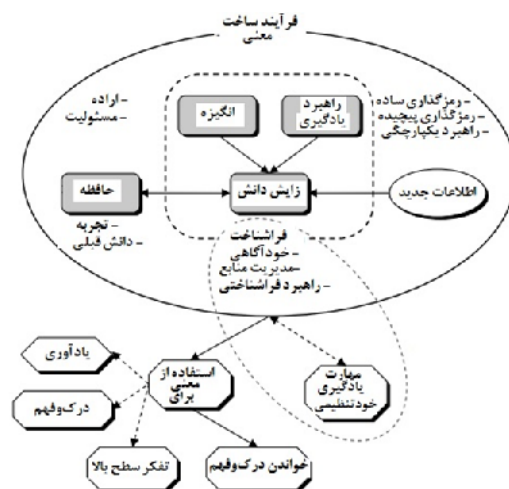 فرآیند ساخت
معنی
- اراده
- مسئولیت
انگیزه
راهبرد
یادگیری
- رمزگذاری ساده
- رمزگذاری پیچیده
- راهبرد یکپارچگی
حافظه
زایش دانش
اطلاعات جدید
- تجربه
- دانش قبلی
فراشناخت
- خودآگاهی
- مدیریت منابع
- راهبرد فراشناختی
یادآوری
درک‌وفهم
تفکر سطح بالا
استفاده از
معنی
برای
خواندن درک‌وفهم
مهارت
یادگیری
خودتنظیمی